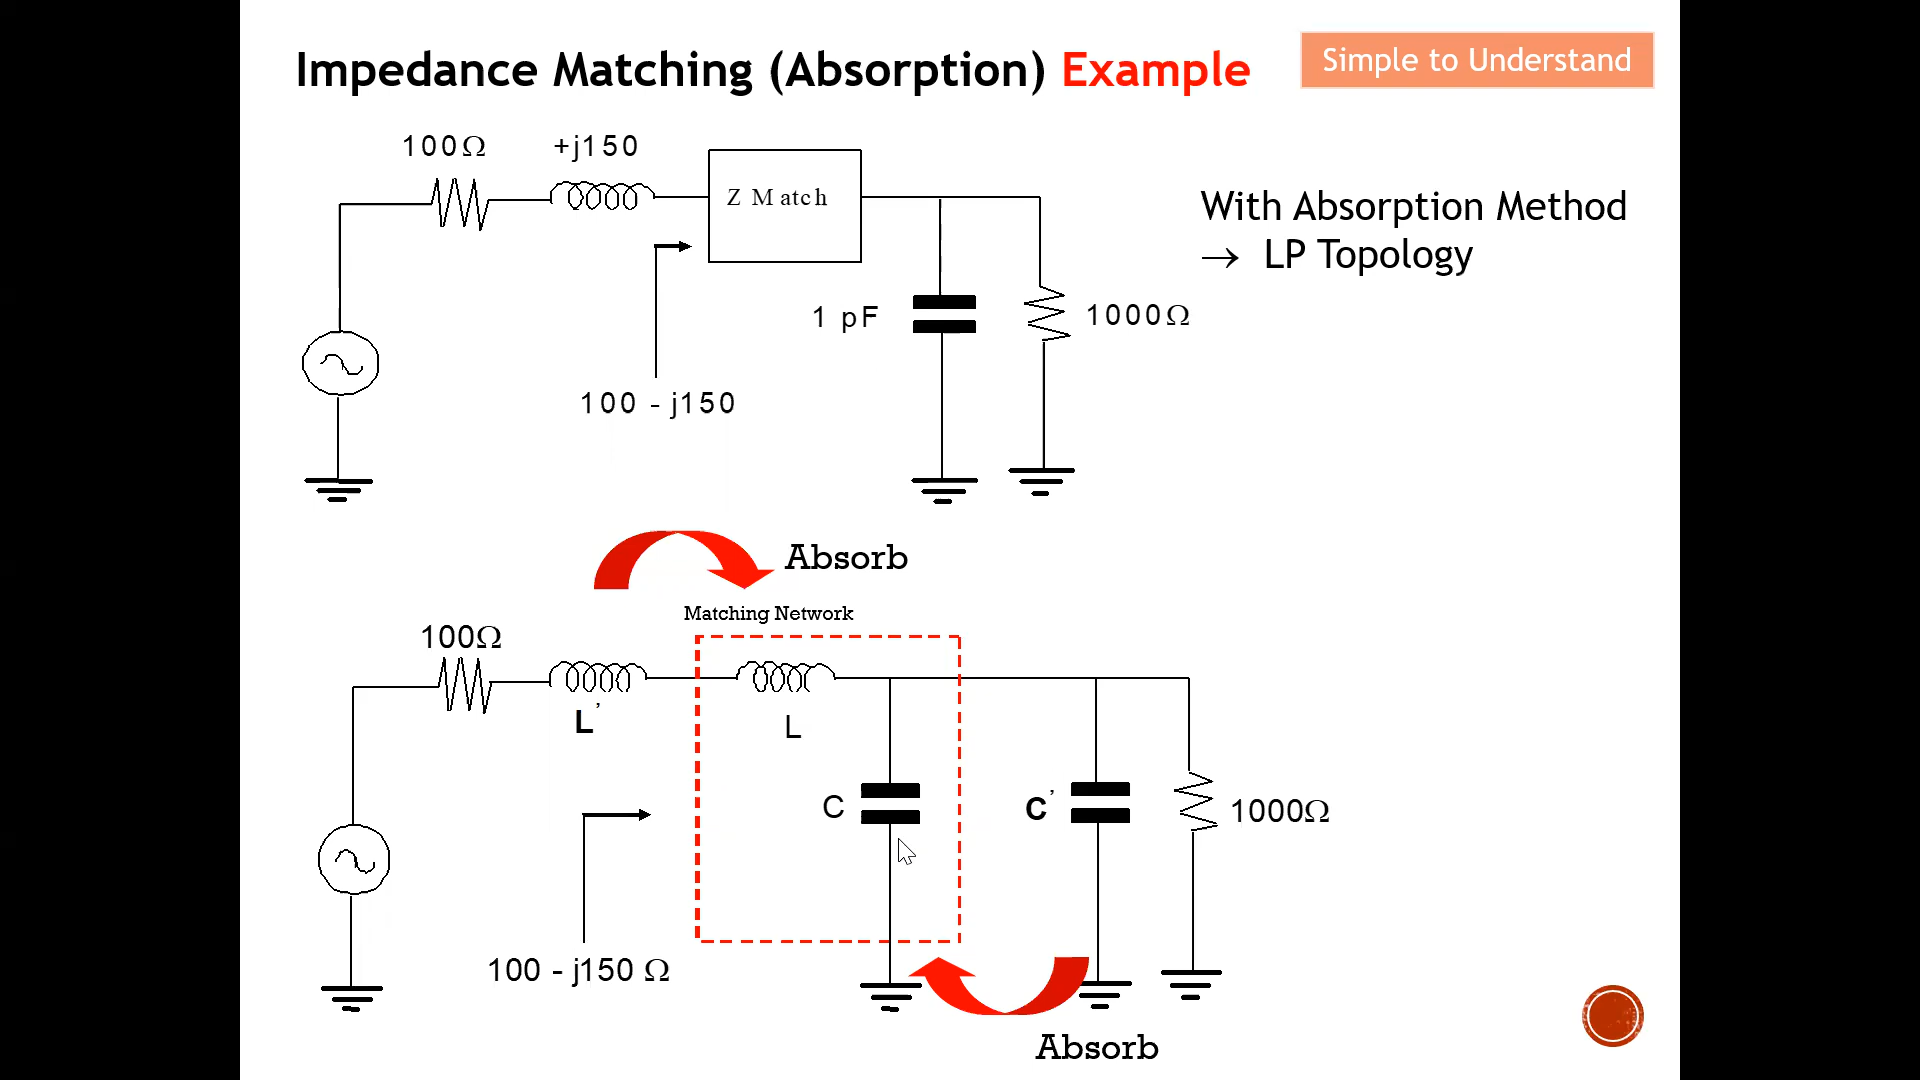 Impedance Matching (Absorption) Example
Simple to Understand
100Ω
+j150
Z Match
With Absorption Method
→ LP Topology
1 pF
1000Ω
100 - j150
Absorb
Matching Network
100Ω
L'
L
C
C'
1000Ω
100 - j150 Ω
Absorb